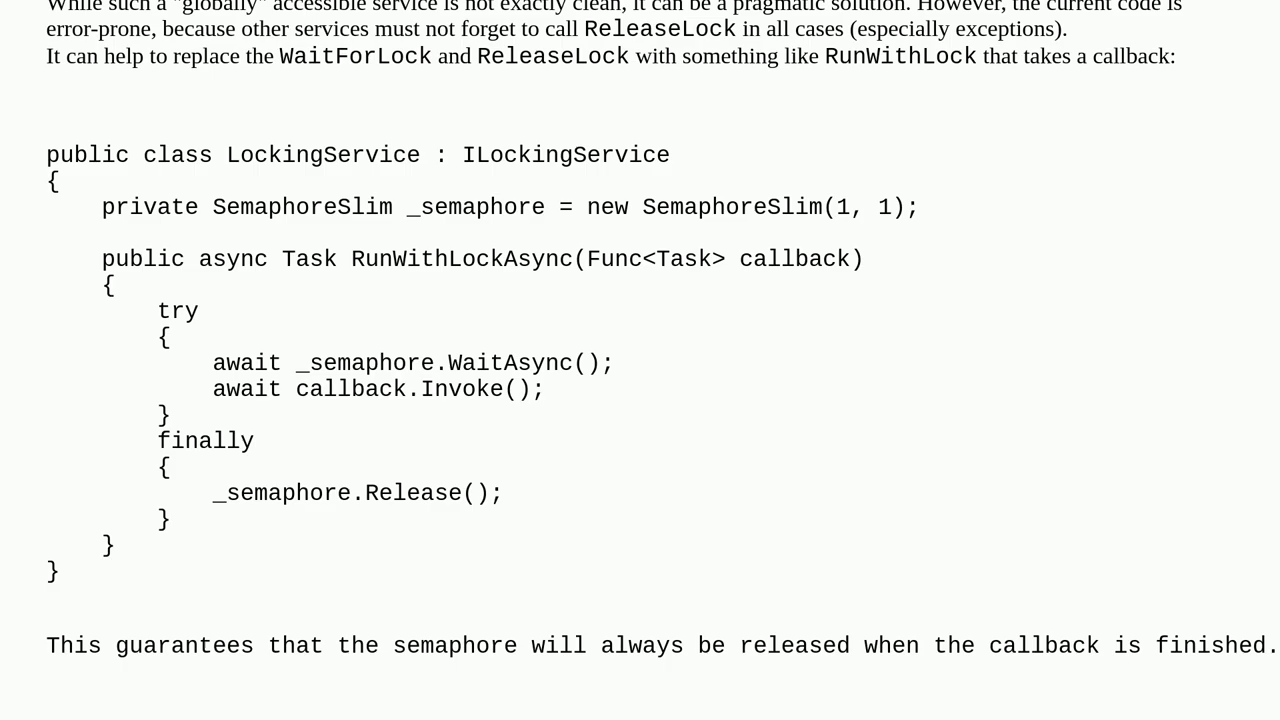 While such a "globally" accessible service is not exactly clean, it can be a pragmatic solution. However, the current code is
error-prone, because other services must not forget to call ReleaseLock in all cases (especially exceptions).
It can help to replace the WaitForLock and ReleaseLock with something like RunWithLock that takes a callback:
public class LockingService : ILockingService
{
    private SemaphoreSlim _semaphore = new SemaphoreSlim(1, 1);
    public async Task RunWithLockAsync(Func<Task> callback)
    {
        try
        {
            await _semaphore.WaitAsync();
            await callback.Invoke();
        }
        finally
        {
            _semaphore.Release();
        }
    }
}
This guarantees that the semaphore will always be released when the callback is finished.